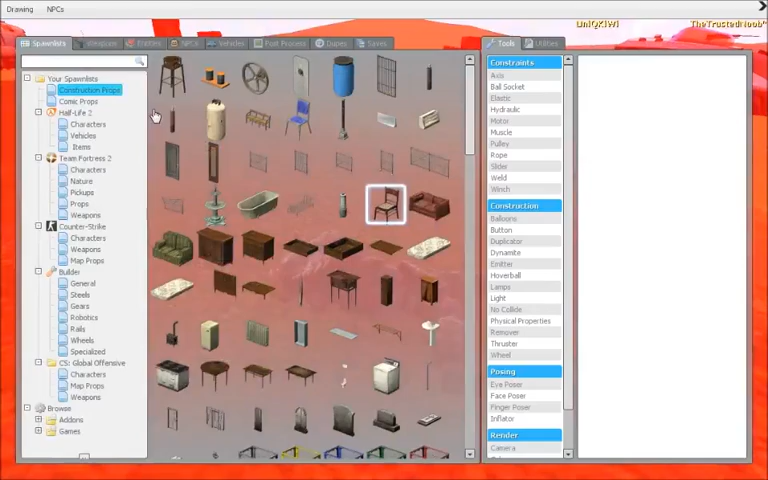 Drawing NPCs
UnIQKIWI TheTrustedNoob
Spawnlists Weapons Entities NPCs Vehicles Post Process Dupes Saves
Tools Utilities
Your Spawnlists
Construction Props
Comic Props
Half-Life 2
Characters
Vehicles
Items
Team Fortress 2
Characters
Nature
Pickups
Props
Weapons
Counter-Strike
Characters
Weapons
Map Props
Builder
General
Steels
Gears
Robotics
Rails
Wheels
Specialized
CS: Global Offensive
Characters
Map Props
Weapons
Browse
Addons
Games
Constraints
Axis
Ball Socket
Elastic
Hydraulic
Motor
Muscle
Pulley
Rope
Slider
Weld
Winch
Construction
Balloons
Button
Duplicator
Dynamite
Emitter
Hoverball
Lamps
Light
No Collide
Physical Properties
Remover
Thruster
Wheel
Posing
Eye Poser
Face Poser
Finger Poser
Inflator
Render
Camera